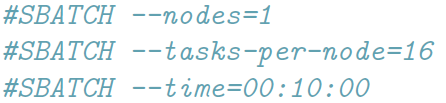 #SBATCH --nodes=1
#SBATCH --tasks-per-node=16
#SBATCH --time=00:10:00